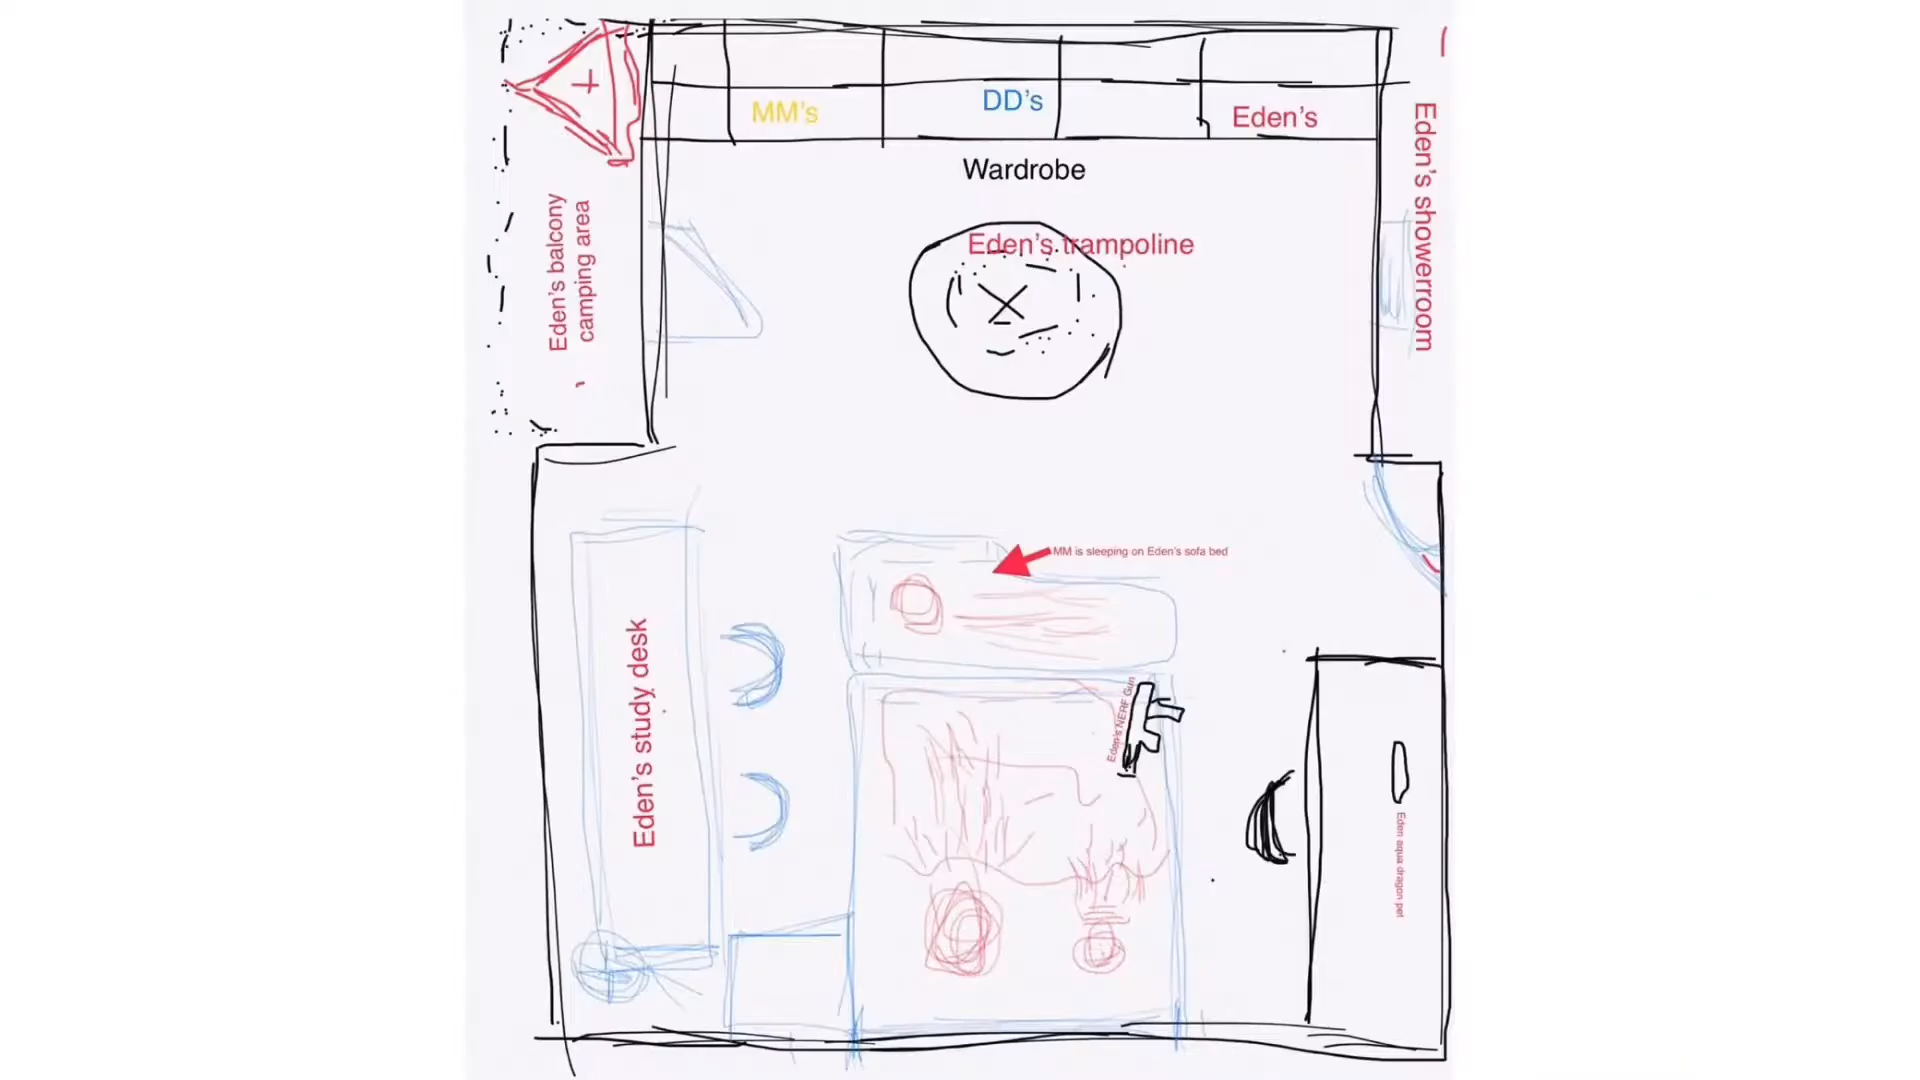 MM's
DD's
Eden's
Wardrobe
Eden's showerroom
Eden's balcony
camping area
Eden's trampoline
MM is sleeping on Eden's sofa bed
Eden's study desk
Eden's NERF Gun
Eden aqua dragon pet